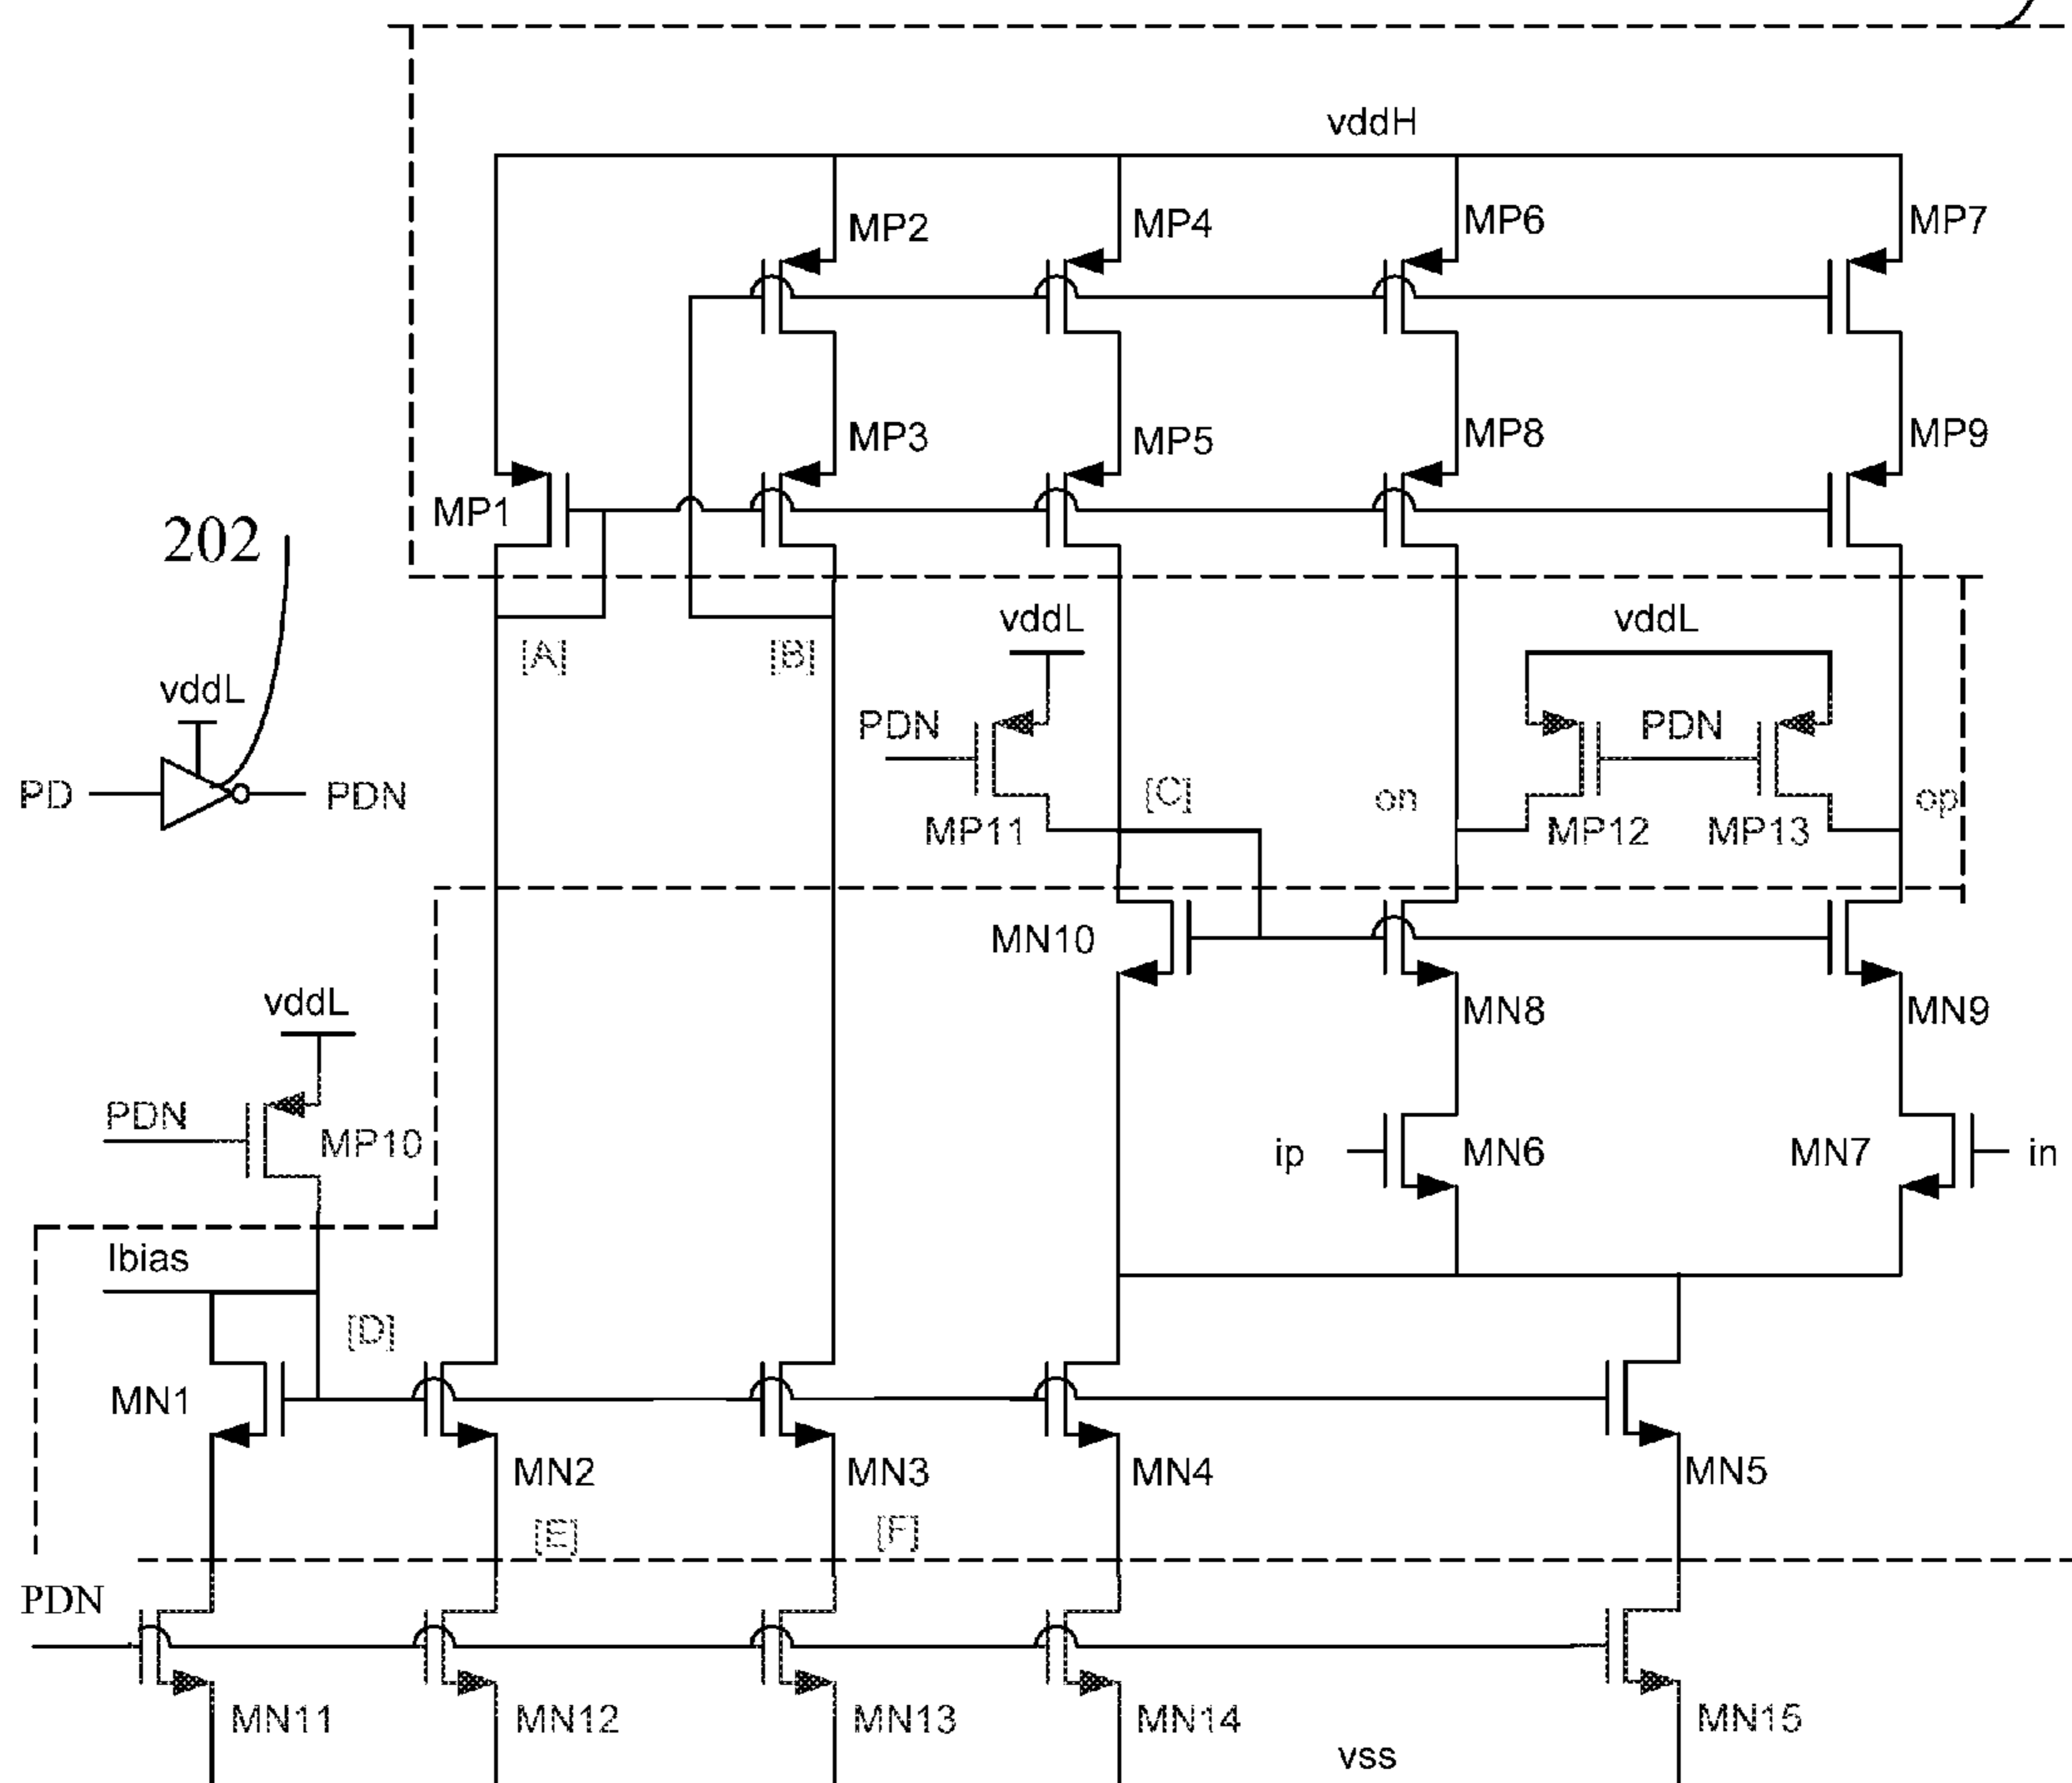 vddH
MP2
MP4
MP6
MP7
MP3
MP5
MP8
MP9
MP1
202
[A]
[B]
vddL
vddL
vddL
PDN
PDN
PD
PDN
[C]
on
op
MP11
MP12
MP13
MN10
vddL
MN8
MN9
PDN
MP10
ip
MN6
MN7
in
Ibias
[D]
MN1
MN2
MN3
MN4
MN5
[E]
[F]
PDN
MN11
MN12
MN13
MN14
MN15
vss